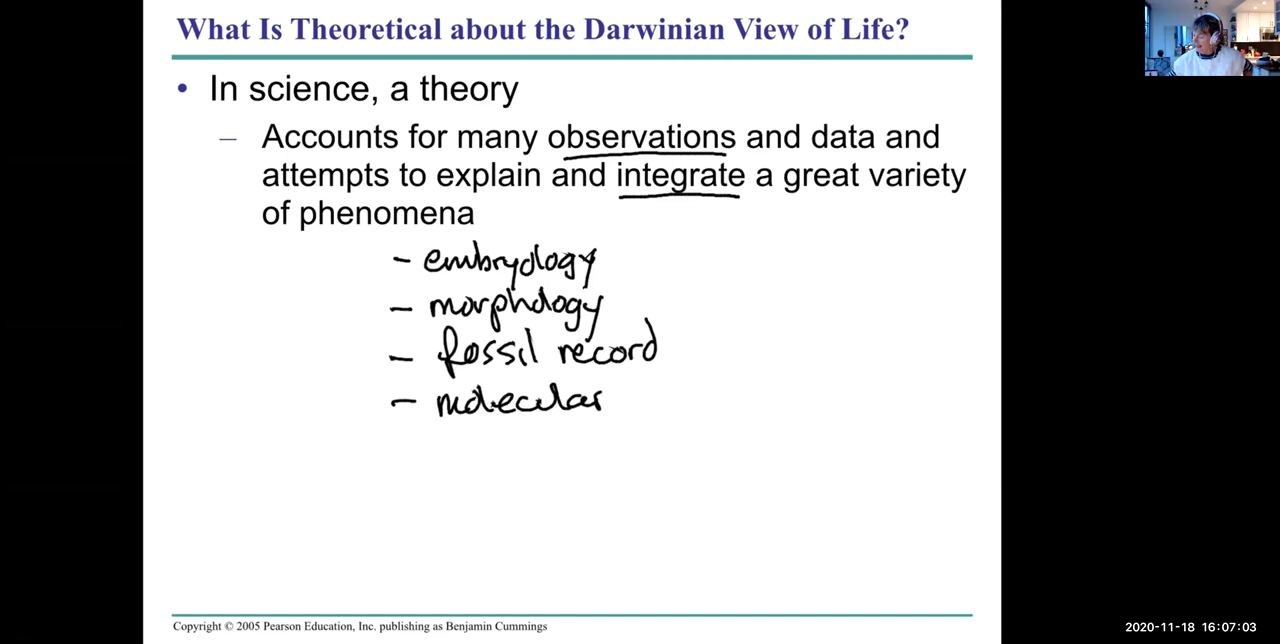 What Is Theoretical about the Darwinian View of Life?
• In science, a theory
– Accounts for many observations and data and
attempts to explain and integrate a great variety
of phenomena
- embryology
- morphology
- fossil record
- molecular
Copyright © 2005 Pearson Education, Inc. publishing as Benjamin Cummings
2020-11-18 16:07:03